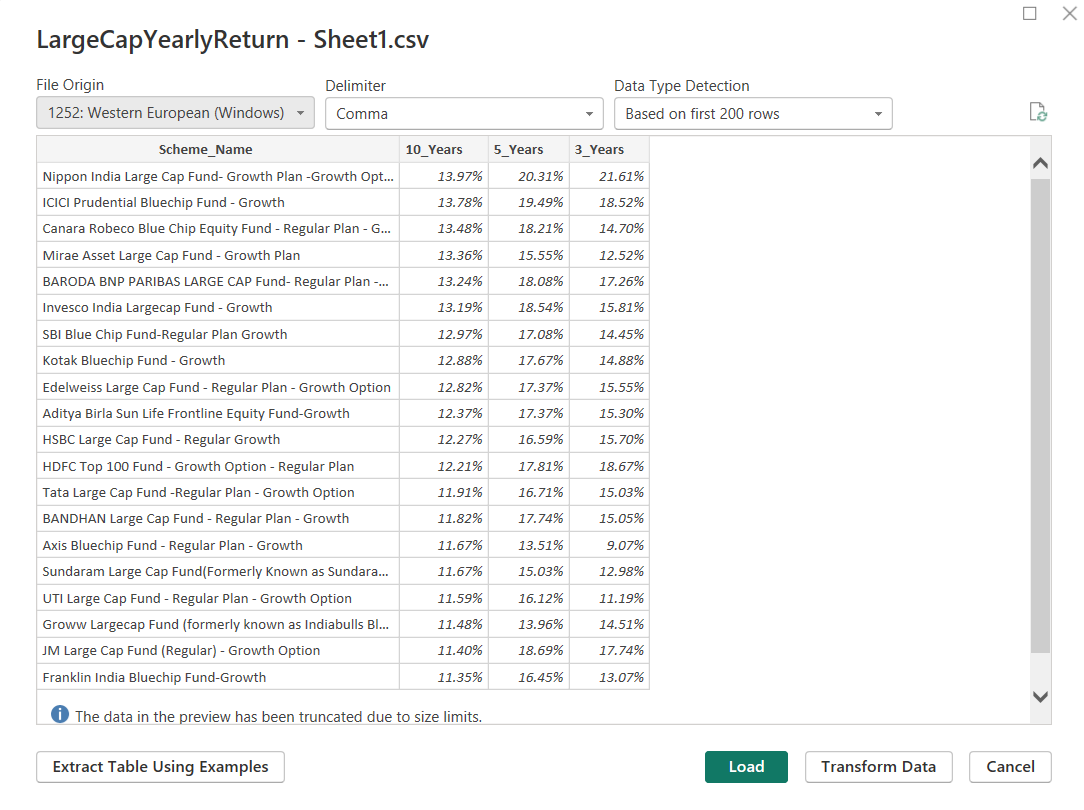 LargeCapYearlyReturn - Sheet1.csv
File Origin Delimiter Data Type Detection
1252: Western European (Windows) Comma Based on first 200 rows
Scheme_Name 10_Years 5_Years 3_Years
Nippon India Large Cap Fund- Growth Plan -Growth Opt... 13.97% 20.31% 21.61%
ICICI Prudential Bluechip Fund - Growth 13.78% 19.49% 18.52%
Canara Robeco Blue Chip Equity Fund - Regular Plan - G... 13.48% 18.21% 14.70%
Mirae Asset Large Cap Fund - Growth Plan 13.36% 15.55% 12.52%
BARODA BNP PARIBAS LARGE CAP Fund- Regular Plan -... 13.24% 18.08% 17.26%
Invesco India Largecap Fund - Growth 13.19% 18.54% 15.81%
SBI Blue Chip Fund-Regular Plan Growth 12.97% 17.08% 14.45%
Kotak Bluechip Fund - Growth 12.88% 17.67% 14.88%
Edelweiss Large Cap Fund - Regular Plan - Growth Option 12.82% 17.37% 15.55%
Aditya Birla Sun Life Frontline Equity Fund-Growth 12.37% 17.37% 15.30%
HSBC Large Cap Fund - Regular Growth 12.27% 16.59% 15.70%
HDFC Top 100 Fund - Growth Option - Regular Plan 12.21% 17.81% 18.67%
Tata Large Cap Fund -Regular Plan - Growth Option 11.91% 16.71% 15.03%
BANDHAN Large Cap Fund - Regular Plan - Growth 11.82% 17.74% 15.05%
Axis Bluechip Fund - Regular Plan - Growth 11.67% 13.51% 9.07%
Sundaram Large Cap Fund(Formerly Known as Sundara... 11.67% 15.03% 12.98%
UTI Large Cap Fund - Regular Plan - Growth Option 11.59% 16.12% 11.19%
Groww Largecap Fund (formerly known as Indiabulls Bl... 11.48% 13.96% 14.51%
JM Large Cap Fund (Regular) - Growth Option 11.40% 18.69% 17.74%
Franklin India Bluechip Fund-Growth 11.35% 16.45% 13.07%
The data in the preview has been truncated due to size limits.
Extract Table Using Examples Load Transform Data Cancel